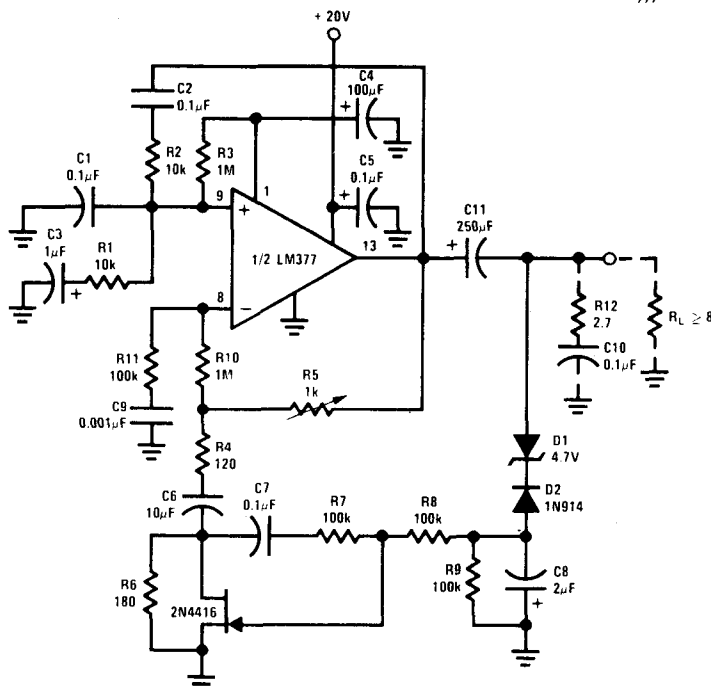 + 20V
C2
0.1μF
C4
100μF
+
R2
10k
R3
1M
C1
0.1μF
C5
0.1μF
+
1
9
+
C3
1μF
+
R1
10k
1/2 LM377
13
C11
250μF
+
8
−
R12
2.7
RL ≥ 8
C10
0.1μF
R11
100k
R10
1M
R5
1k
C9
0.001μF
R4
120
D1
4.7V
C6
10μF
C7
0.1μF
R7
100k
R8
100k
D2
1N914
R9
100k
C8
2μF
+
R6
180
2N4416